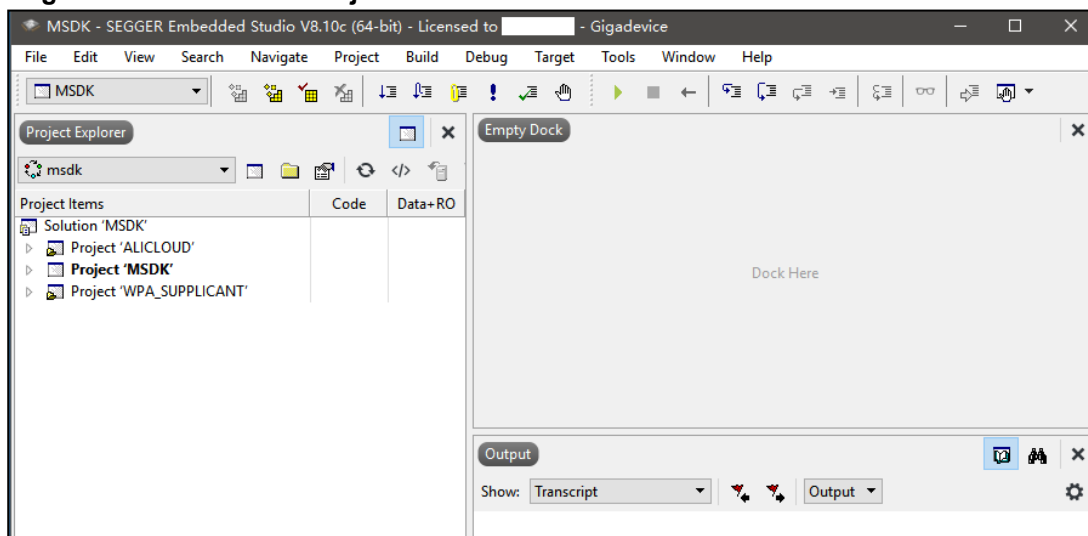 MSDK - SEGGER Embedded Studio V8.10c (64-bit) - Licensed to - Gigadevice
File Edit View Search Navigate Project Build Debug Target Tools Window Help
MSDK
Project Explorer
Empty Dock
msdk
Project Items Code Data+RO
Solution 'MSDK'
Project 'ALICLOUD'
Project 'MSDK'
Project 'WPA_SUPPLICANT'
Dock Here
Output
Show: Transcript Output